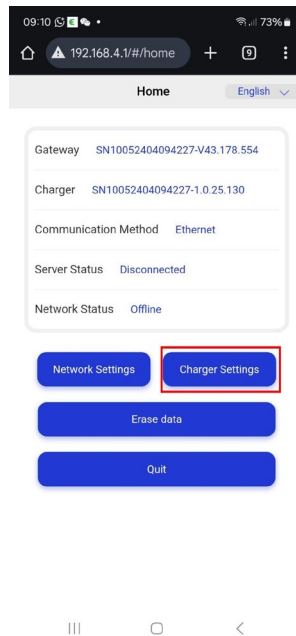 09:10
73%
192.168.4.1/#/home
9
Home
English
Gateway SN10052404094227-V43.178.554
Charger SN10052404094227-1.0.25.130
Communication Method Ethernet
Server Status Disconnected
Network Status Offline
Network Settings
Charger Settings
Erase data
Quit